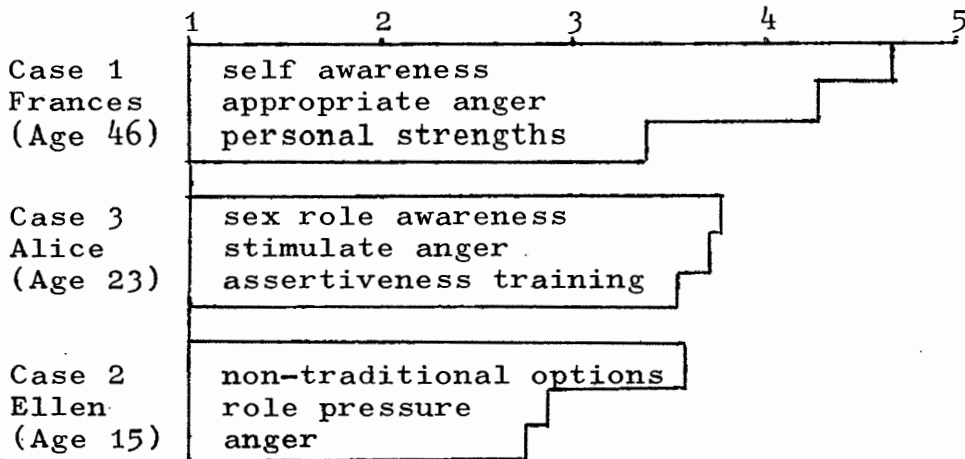 1 2 3 4 5
Case 1 self awareness
Frances appropriate anger
(Age 46) personal strengths
Case 3 sex role awareness
Alice stimulate anger
(Age 23) assertiveness training
Case 2 non-traditional options
Ellen role pressure
(Age 15) anger